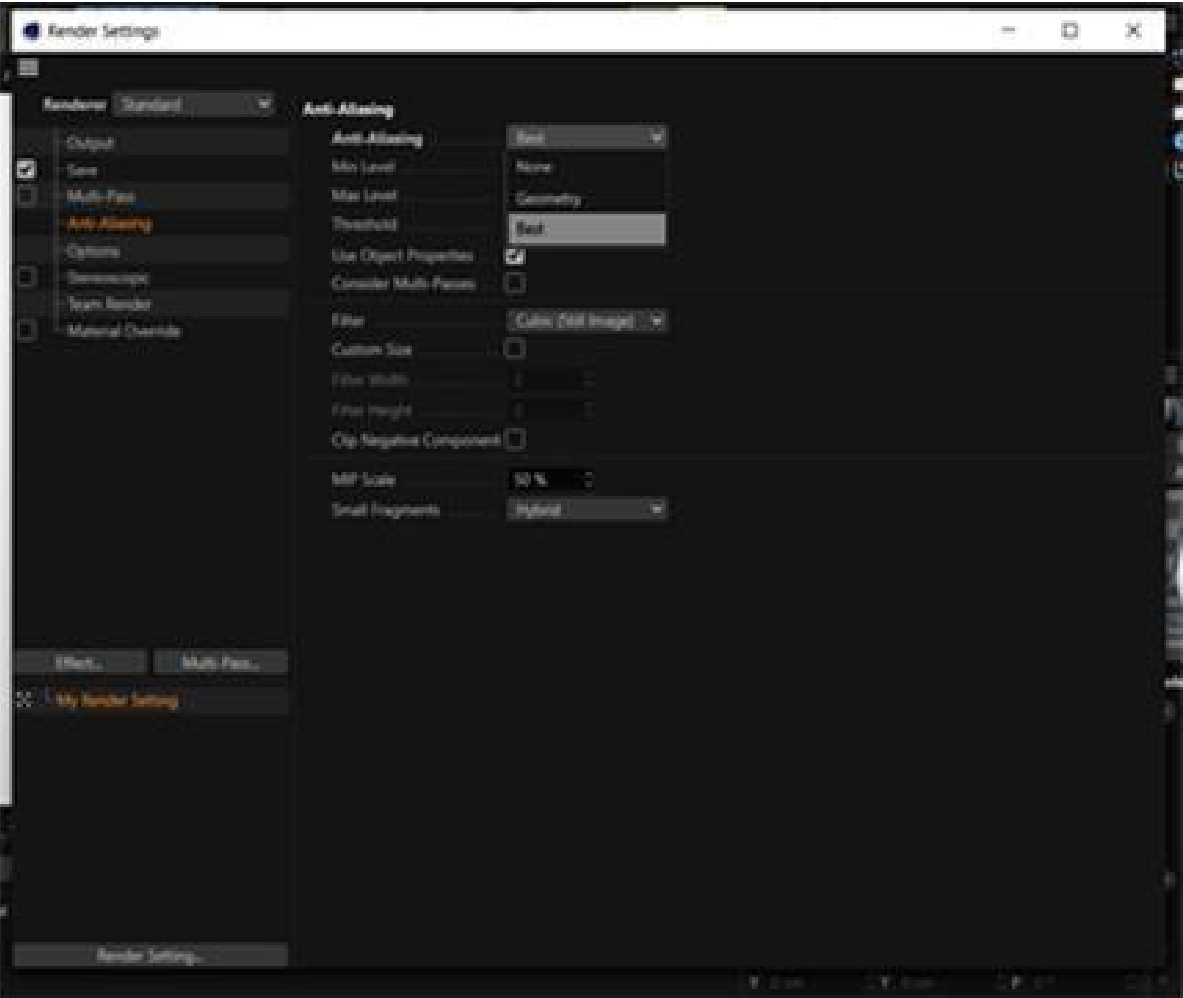 Render Settings
Renderer Standard
Output
Save
Multi-Pass
Anti-Aliasing
Options
Stereoscopic
Team Render
Material Override
Effect...
Multi-Pass...
My Render Setting
Render Setting...
Anti-Aliasing
Anti-Aliasing Best
Min Level
None
Max Level
Geometry
Threshold
Best
Use Object Properties
Consider Multi-Passes
Filter Cubic (Still Image)
Custom Size
Filter Width
Filter Height
Clip Negative Component
MIP Scale 50 %
Small Fragments Hybrid